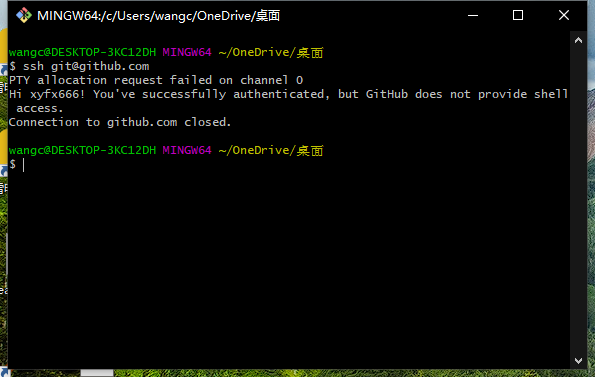 MINGW64:/c/Users/wangc/OneDrive/桌面
wangc@DESKTOP-3KC12DH MINGW64 ~/OneDrive/桌面
$ ssh git@github.com
PTY allocation request failed on channel 0
Hi xyfx666! You've successfully authenticated, but GitHub does not provide shell
access.
Connection to github.com closed.
wangc@DESKTOP-3KC12DH MINGW64 ~/OneDrive/桌面
$